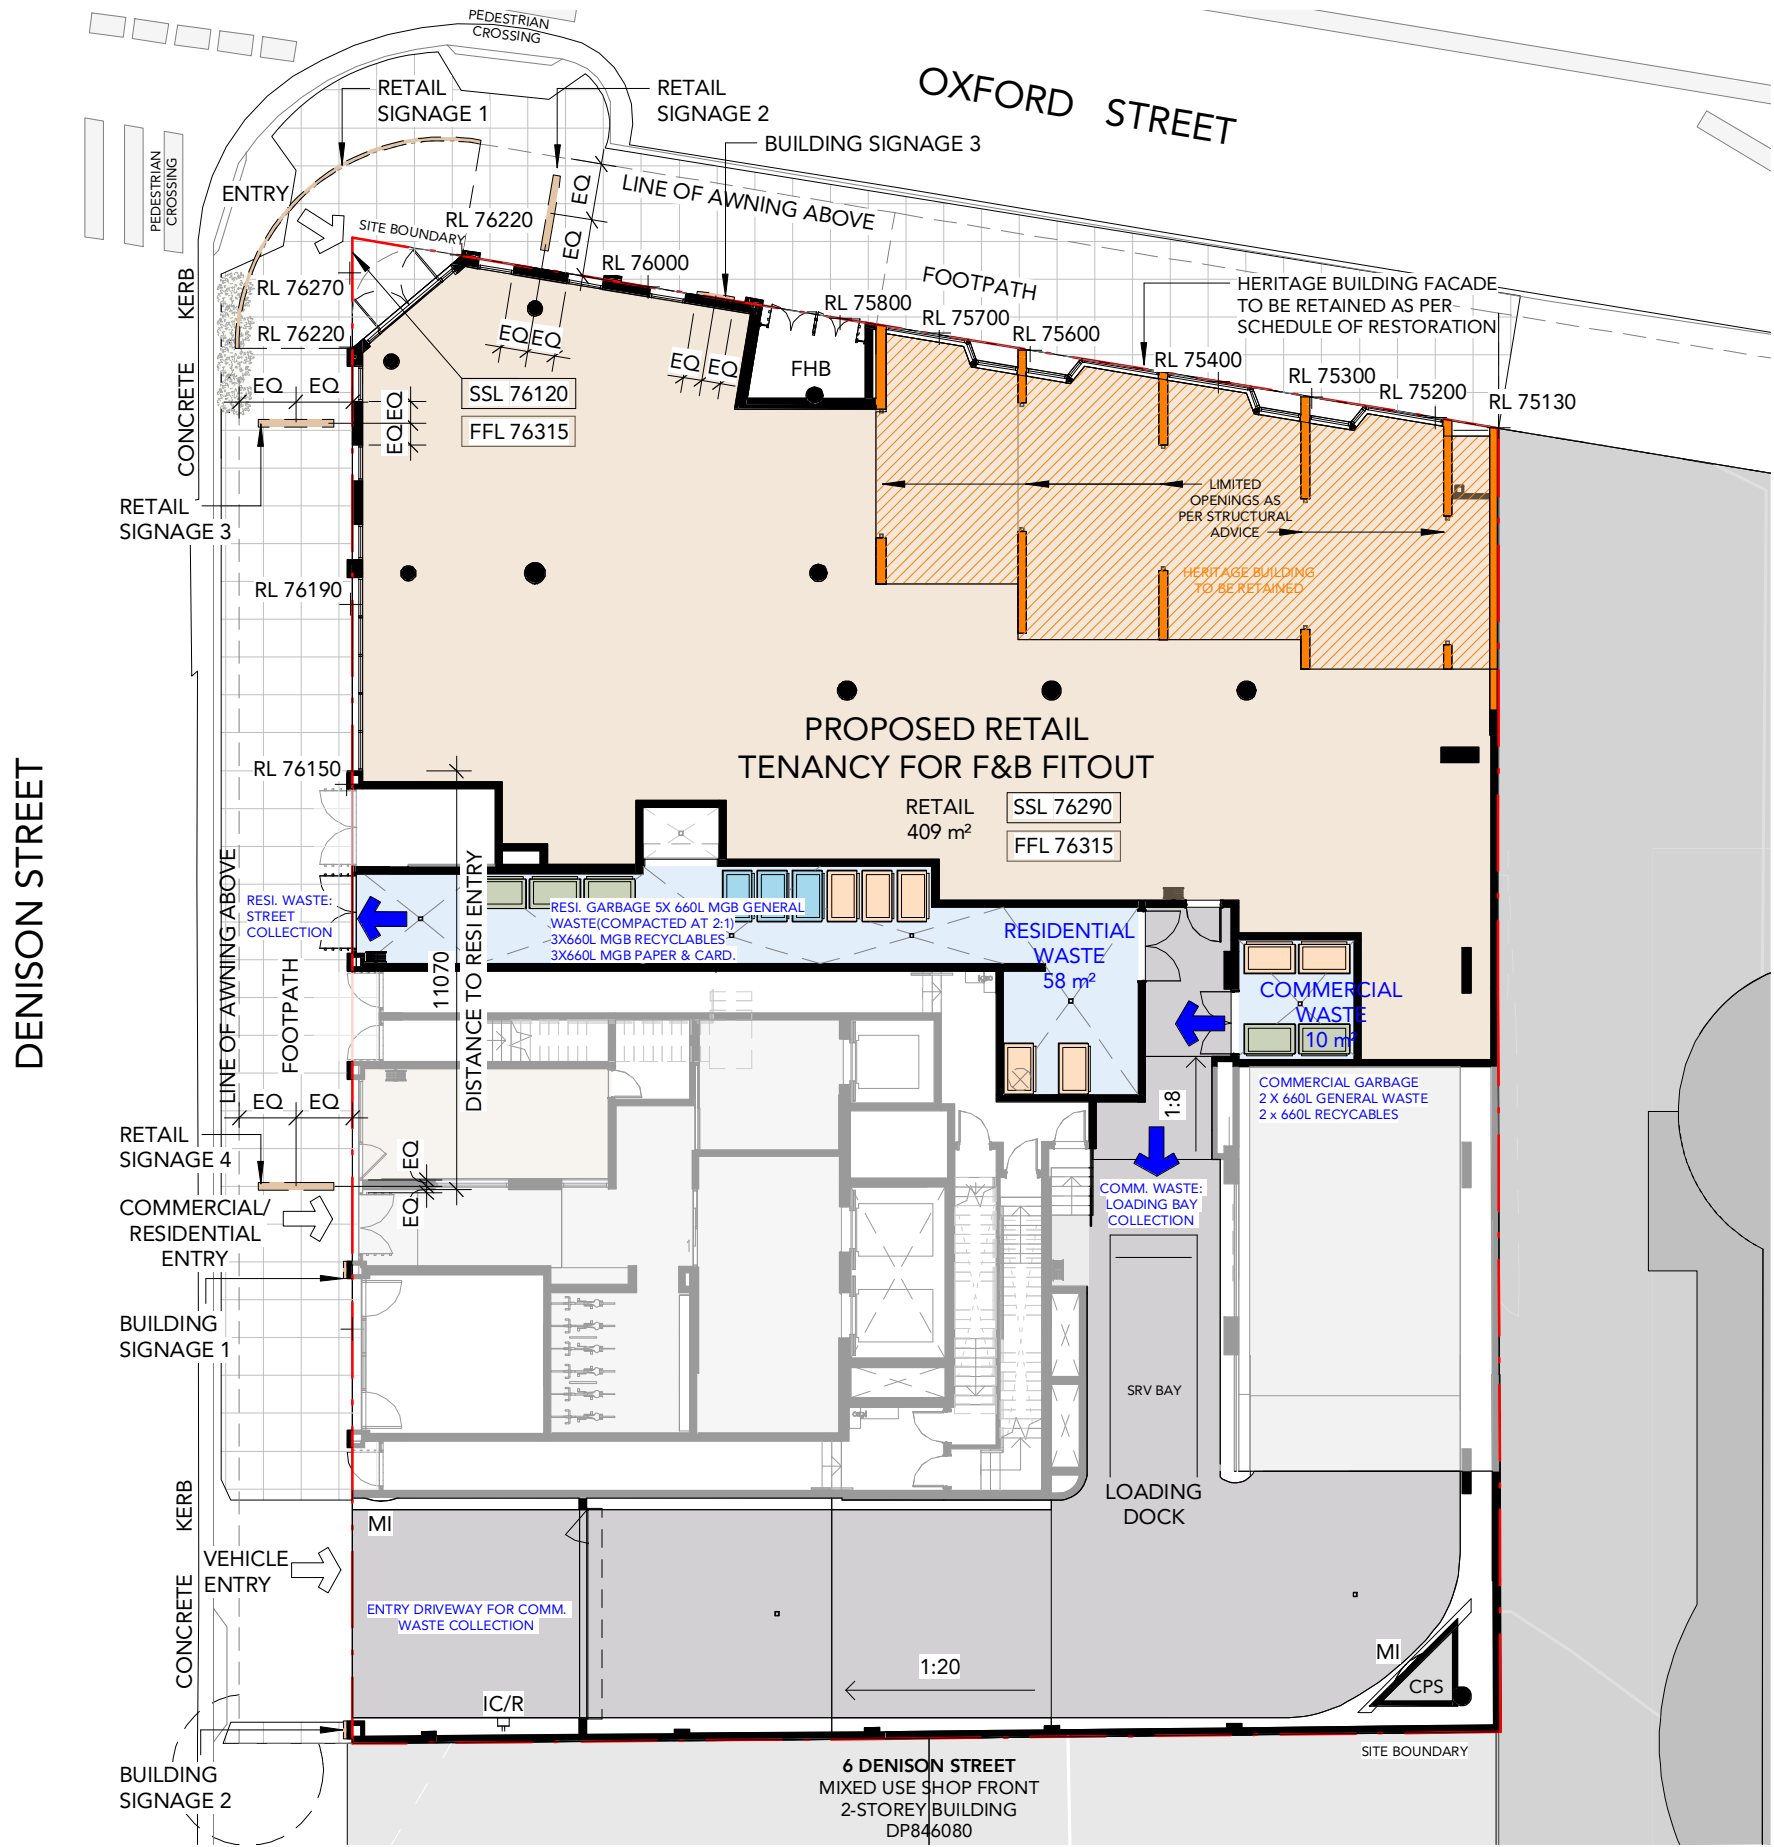 PEDESTRIAN
CROSSING
OXFORD STREET
RETAIL
SIGNAGE 1
RETAIL
SIGNAGE 2
BUILDING SIGNAGE 3
PEDESTRIAN
CROSSING
ENTRY
LINE OF AWNING ABOVE
EQ
EQ
SITE BOUNDARY
RL 76220
RL 76000
FOOTPATH
HERITAGE BUILDING FACADE
TO BE RETAINED AS PER
SCHEDULE OF RESTORATION
KERB
CONCRETE
RL 76270
RL 76220
RL 75800
RL 75700
RL 75600
RL 75400
RL 75300
RL 75200
RL 75130
EQ EQ
EQ EQ
EQ EQ
EQ
EQ
FHB
SSL 76120
FFL 76315
RETAIL
SIGNAGE 3
LIMITED
OPENINGS AS
PER STRUCTURAL
ADVICE
HERITAGE BUILDING
TO BE RETAINED
RL 76190
PROPOSED RETAIL
TENANCY FOR F&B FITOUT
RETAIL
409 m²
SSL 76290
FFL 76315
RL 76150
DENISON STREET
LINE OF AWNING ABOVE
FOOTPATH
RESI. WASTE:
STREET
COLLECTION
11070
DISTANCE TO RESI ENTRY
RESI. GARBAGE 5X 660L MGB GENERAL
WASTE(COMPACTED AT 2:1)
3X660L MGB RECYCLABLES
3X660L MGB PAPER & CARD.
RESIDENTIAL
WASTE
58 m²
COMMERCIAL
WASTE
10 m²
COMMERCIAL GARBAGE
2 X 660L GENERAL WASTE
2 x 660L RECYCABLES
1:8
EQ EQ
RETAIL
SIGNAGE 4
EQ
EQ
COMM. WASTE:
LOADING BAY
COLLECTION
COMMERCIAL/
RESIDENTIAL
ENTRY
BUILDING
SIGNAGE 1
SRV BAY
LOADING
DOCK
KERB
CONCRETE
MI
VEHICLE
ENTRY
ENTRY DRIVEWAY FOR COMM.
WASTE COLLECTION
1:20
MI
CPS
IC/R
BUILDING
SIGNAGE 2
6 DENISON STREET
MIXED USE SHOP FRONT
2-STOREY BUILDING
DP846080
SITE BOUNDARY